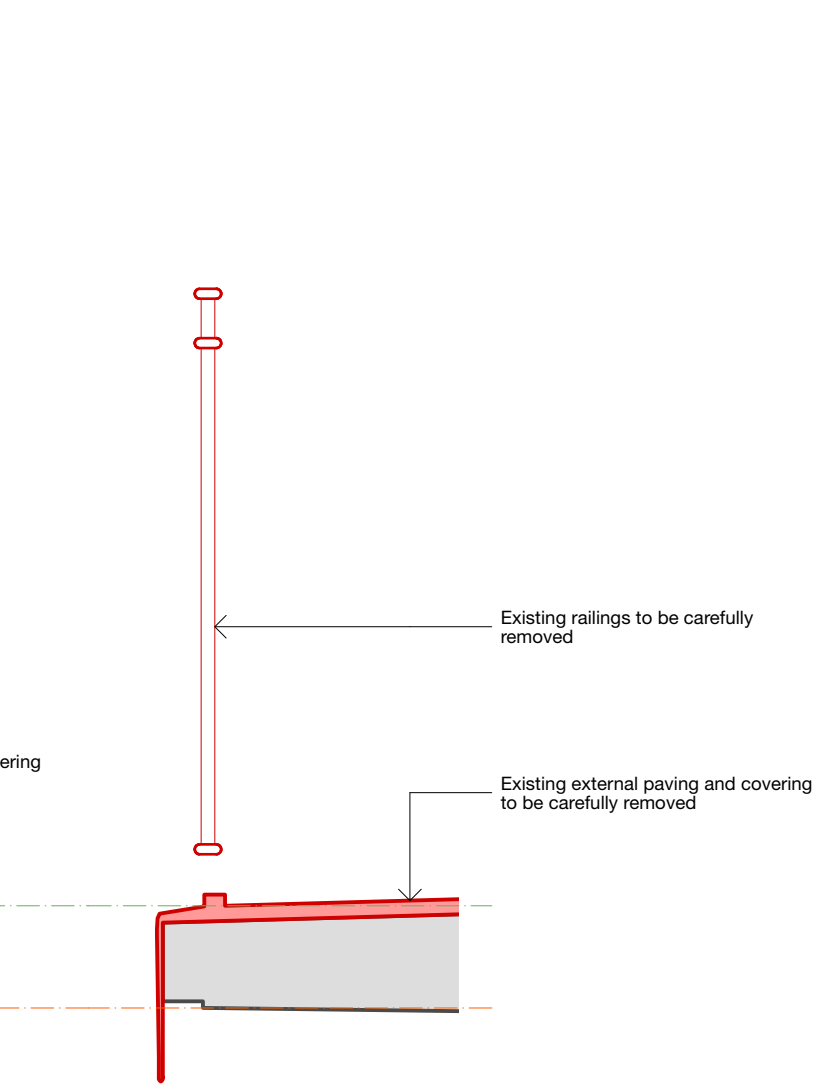 Existing railings to be carefully
removed
ering
Existing external paving and covering
to be carefully removed